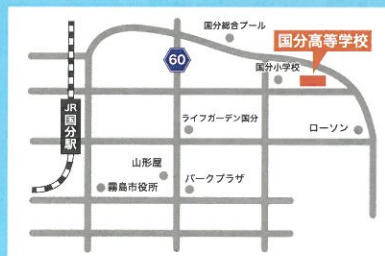 国分総合プール
国分高等学校
60
国分小学校
JR国分駅
ライフガーデン国分
ローソン
山形屋
霧島市役所
パークプラザ